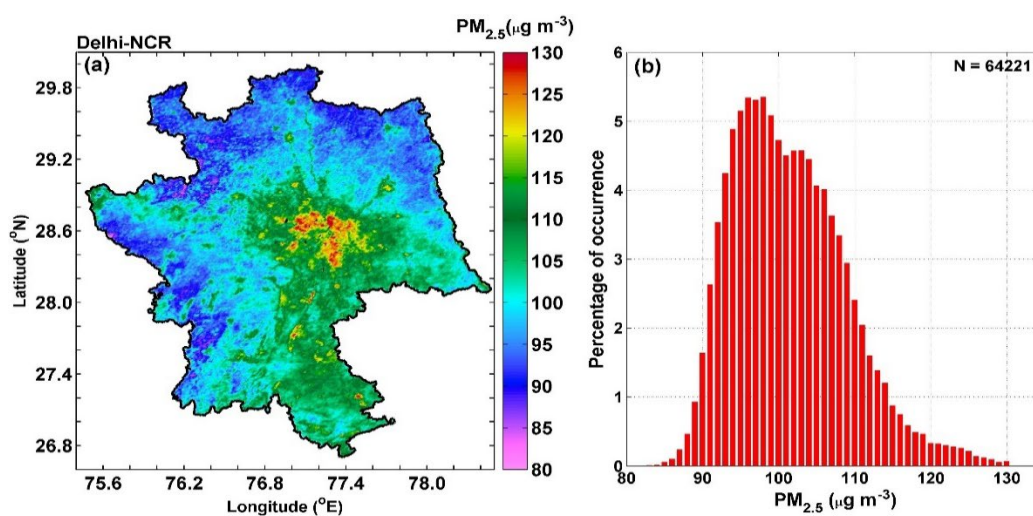 Delhi-NCR
PM2.5(μg m-3)
(a)
29.8
29.2
28.6
28.0
27.4
26.8
Latitude (oN)
75.6 76.2 76.8 77.4 78.0
Longitude (oE)
130
125
120
115
110
105
100
95
90
85
80
(b)
N = 64221
6
5
4
3
2
1
0
Percentage of occurrence
80 90 100 110 120 130
PM2.5 (μg m-3)